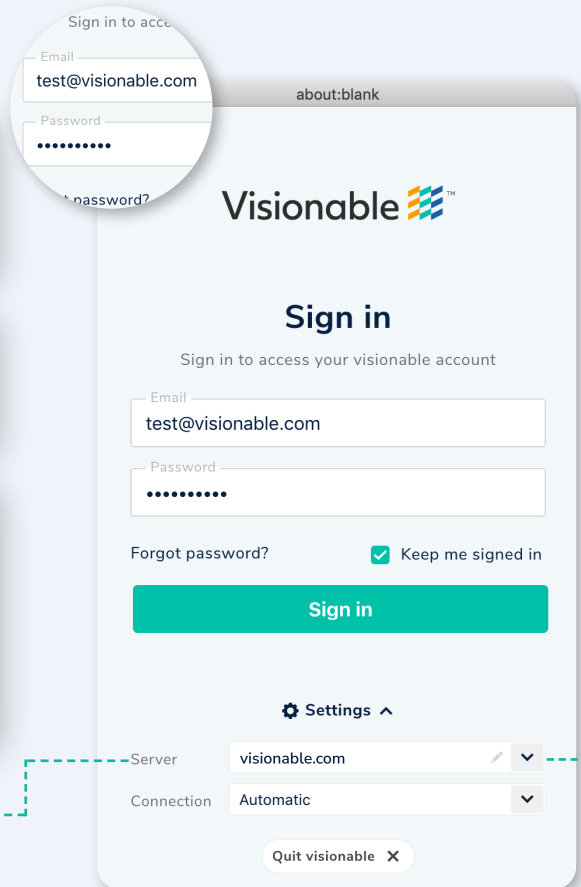 Sign in to acce
Email
test@visionable.com
Password
••••••••••
password?
about:blank
Visionable ™
Sign in
Sign in to access your visionable account
Email
test@visionable.com
Password
••••••••••
Forgot password?
Keep me signed in
Sign in
Settings
Server
visionable.com
Connection
Automatic
Quit visionable X